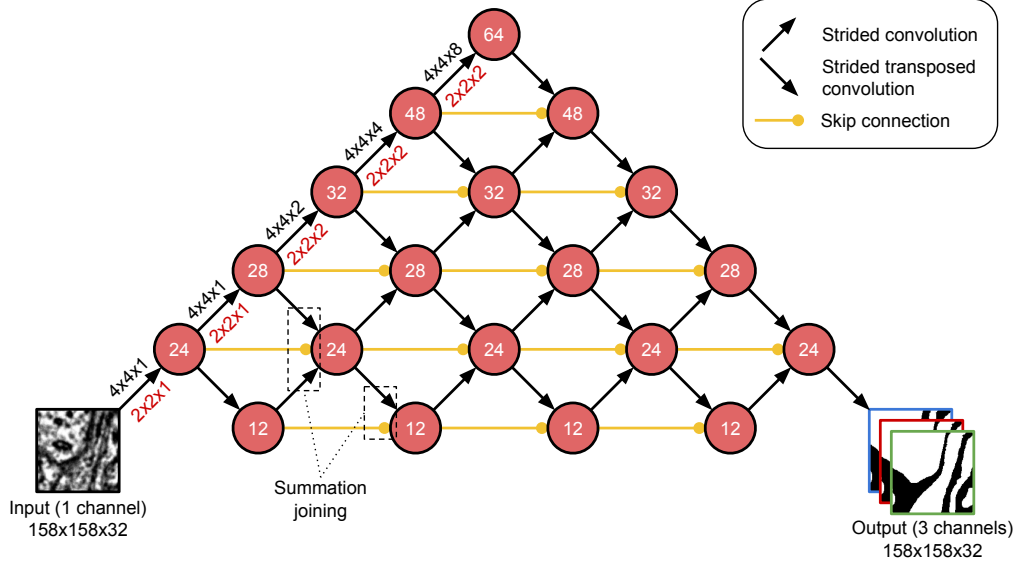 64
4x4x8
2x2x2
48
48
4x4x4
2x2x2
32
32
32
4x4x2
2x2x2
28
28
28
28
4x4x1
2x2x1
24
24
24
24
24
4x4x1
2x2x1
12
12
12
12
Strided convolution
Strided transposed
convolution
Skip connection
Summation
joining
Input (1 channel)
158x158x32
Output (3 channels)
158x158x32